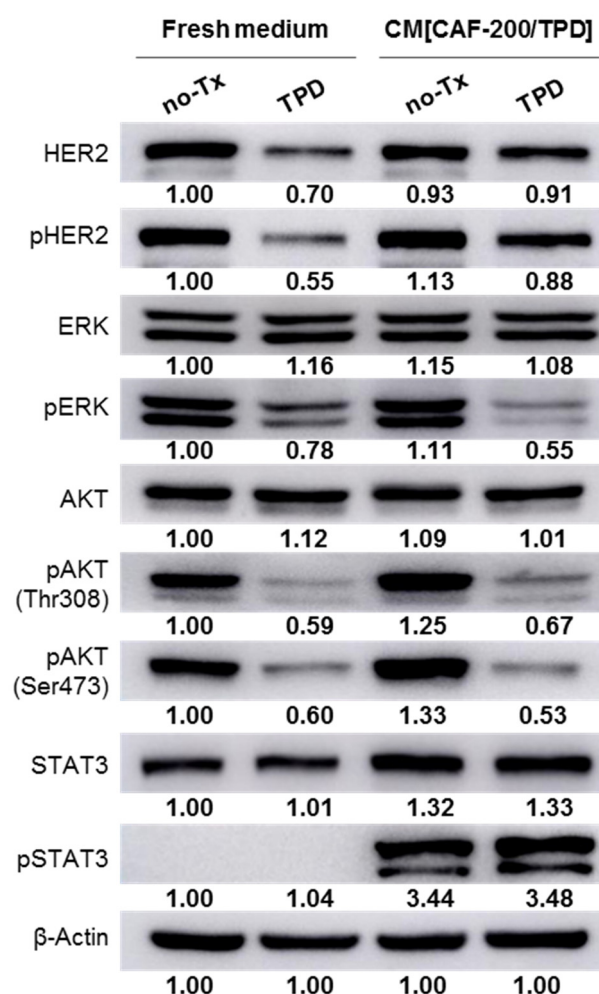 Fresh medium CM[CAF-200/TPD]
no-Tx TPD no-Tx TPD
HER2
1.00 0.70 0.93 0.91
pHER2
1.00 0.55 1.13 0.88
ERK
1.00 1.16 1.15 1.08
pERK
1.00 0.78 1.11 0.55
AKT
1.00 1.12 1.09 1.01
pAKT
(Thr308)
1.00 0.59 1.25 0.67
pAKT
(Ser473)
1.00 0.60 1.33 0.53
STAT3
1.00 1.01 1.32 1.33
pSTAT3
1.00 1.04 3.44 3.48
β-Actin
1.00 1.00 1.00 1.00